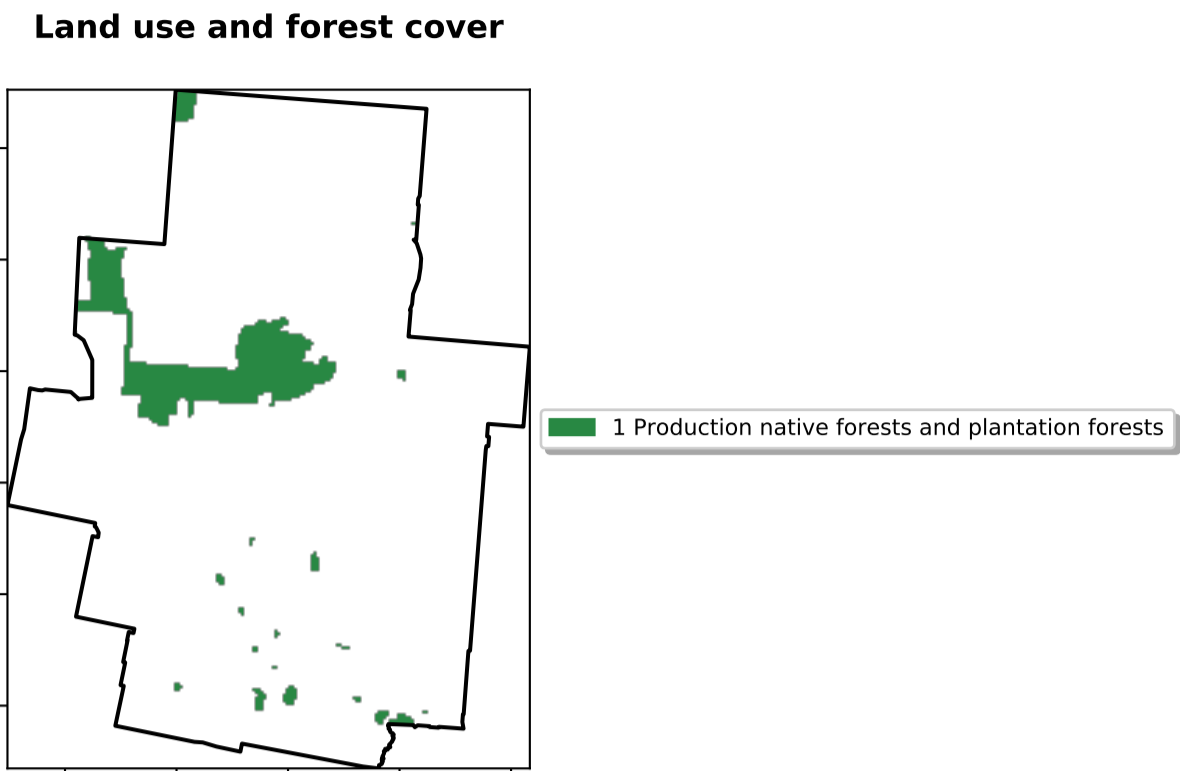 Land use and forest cover
1 Production native forests and plantation forests